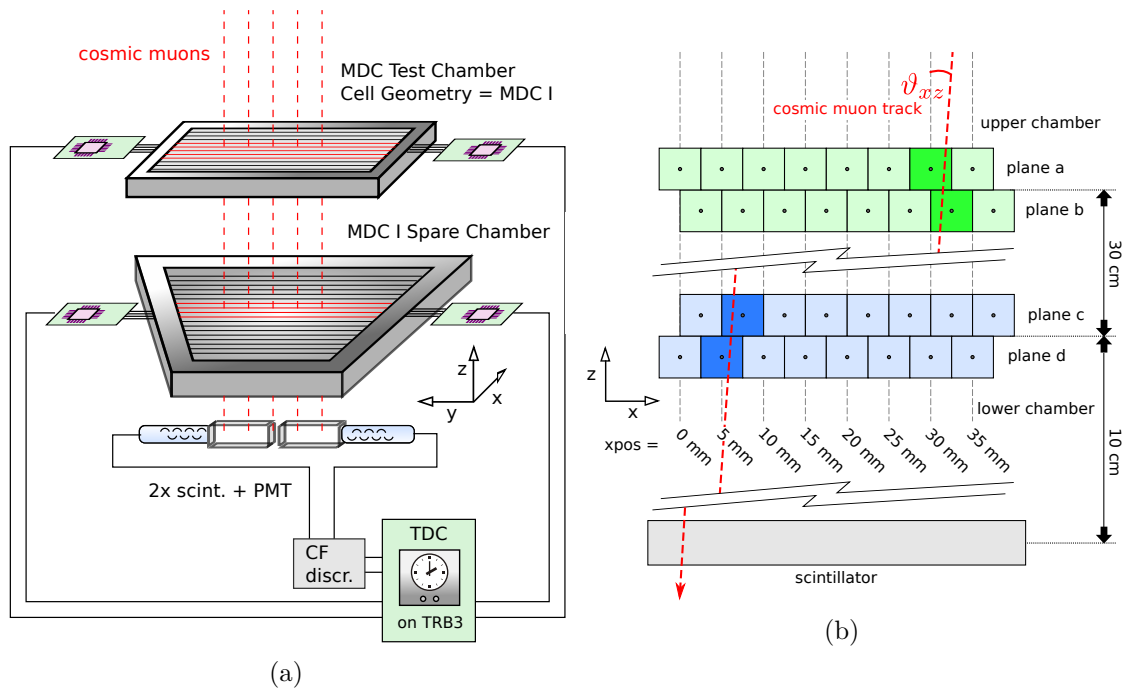 cosmic muons
MDC Test Chamber
Cell Geometry = MDC I
MDC I Spare Chamber
z
x
y
2x scint. + PMT
CF
discr.
TDC
on TRB3
(a)
ϑxz
cosmic muon track
upper chamber
plane a
plane b
30 cm
plane c
plane d
z
x
lower chamber
xpos =
0 mm
5 mm
10 mm
15 mm
20 mm
25 mm
30 mm
35 mm
10 cm
scintillator
(b)